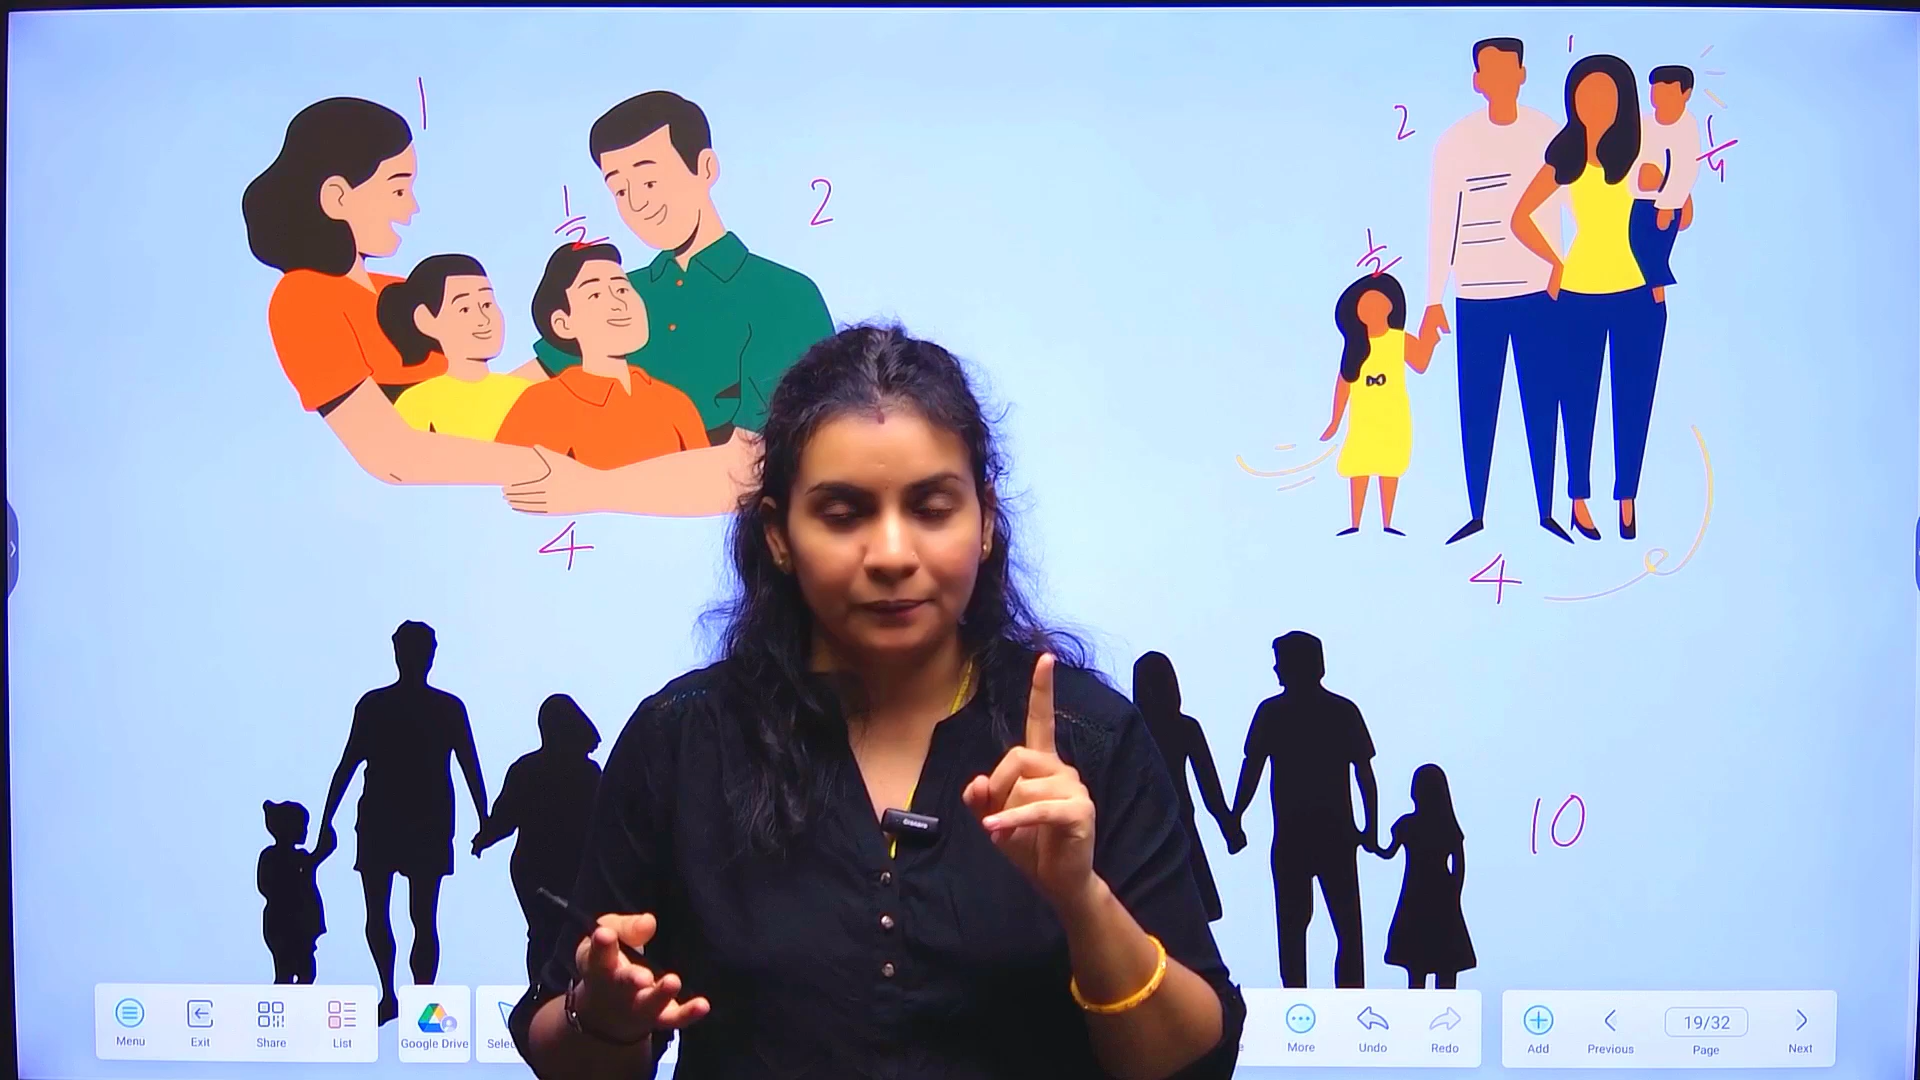 1
2
1/2
4
1
2
1/4
1/2
4
10
Menu
Exit
Share
List
Google Drive
More
Undo
Redo
Add
Previous
19/32
Page
Next